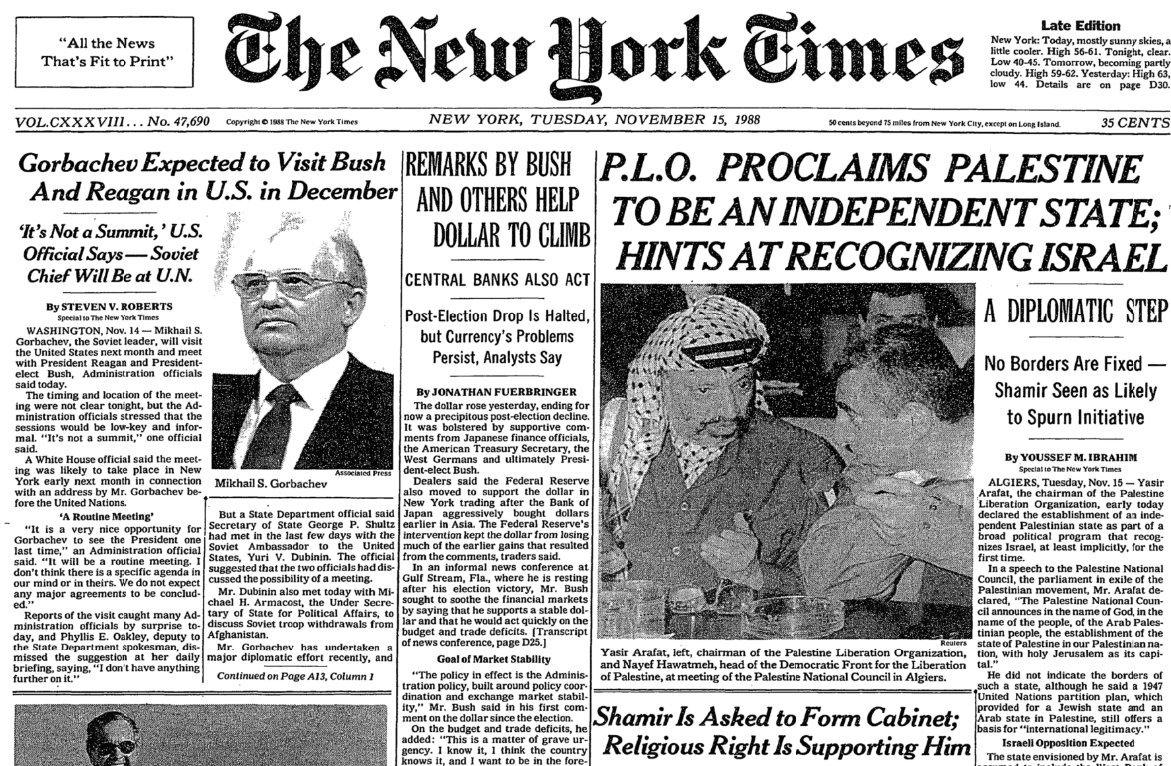 "All the News
That's Fit to Print"
The New York Times
Late Edition
New York: Today, mostly sunny skies, a
little cooler. High 56-61. Tonight, clear.
Low 40-45. Tomorrow, becoming partly
cloudy. High 59-62. Yesterday: High 63,
low 44. Details are on page D30.
VOL.CXXXVIII... No. 47,690
Copyright © 1988 The New York Times
NEW YORK, TUESDAY, NOVEMBER 15, 1988
50 cents beyond 75 miles from New York City, except on Long Island.
35 CENTS
Gorbachev Expected to Visit Bush
And Reagan in U.S. in December
'It's Not a Summit,' U.S.
Official Says — Soviet
Chief Will Be at U.N.
By STEVEN V. ROBERTS
Special to The New York Times
WASHINGTON, Nov. 14 — Mikhail S.
Gorbachev, the Soviet leader, will visit
the United States next month and meet
with President Reagan and President-
elect Bush, Administration officials
said today.
The timing and location of the meet-
ing were not clear tonight, but the Ad-
ministration officials stressed that the
sessions would be low-key and infor-
mal. "It's not a summit," one official
said.
A White House official said the meet-
ing was likely to take place in New
York early next month in connection
with an address by Mr. Gorbachev be-
fore the United Nations.
'A Routine Meeting'
"It is a very nice opportunity for
Gorbachev to see the President one
last time," an Administration official
said. "It will be a routine meeting. I
don't think there is a specific agenda in
our mind or in theirs. We do not expect
any major agreements to be conclud-
ed."
Reports of the visit caught many Ad-
ministration officials by surprise to-
day, and Phyllis E. Oakley, deputy to
the State Department spokesman, dis-
missed the suggestion at her daily
briefing, saying, "I don't have anything
further on it."
Associated Press
Mikhail S. Gorbachev
But a State Department official said
Secretary of State George P. Shultz
had met in the last few days with the
Soviet Ambassador to the United
States, Yuri V. Dubinin. The official
suggested that the two officials had dis-
cussed the possibility of a meeting.
Mr. Dubinin also met today with Mi-
chael H. Armacost, the Under Secre-
tary of State for Political Affairs, to
discuss Soviet troop withdrawals from
Afghanistan.
Mr. Gorbachev has undertaken a
major diplomatic effort recently, and
Continued on Page A13, Column 1
REMARKS BY BUSH
AND OTHERS HELP
DOLLAR TO CLIMB
CENTRAL BANKS ALSO ACT
Post-Election Drop Is Halted,
but Currency's Problems
Persist, Analysts Say
By JONATHAN FUERBRINGER
The dollar rose yesterday, ending for
now a precipitous post-election decline.
It was bolstered by supportive com-
ments from Japanese finance officials,
the American Treasury Secretary, the
West Germans and ultimately Presi-
dent-elect Bush.
Dealers said the Federal Reserve
also moved to support the dollar in
New York trading after the Bank of
Japan aggressively bought dollars
earlier in Asia. The Federal Reserve's
intervention kept the dollar from losing
much of the earlier gains that resulted
from the comments, traders said.
In an informal news conference at
Gulf Stream, Fla., where he is resting
after his election victory, Mr. Bush
sought to soothe the financial markets
by saying that he supports a stable dol-
lar and that he would act quickly on the
budget and trade deficits. [Transcript
of news conference, page D25.]
Goal of Market Stability
"The policy in effect is the Adminis-
tration policy, built around policy coor-
dination and exchange market stabil-
ity," Mr. Bush said in his first com-
ment on the dollar since the election.
On the budget and trade deficits, he
added: "This is a matter of grave ur-
gency. I know it, I think the country
knows it, and I want to be in the fore-
P.L.O. PROCLAIMS PALESTINE
TO BE AN INDEPENDENT STATE;
HINTS AT RECOGNIZING ISRAEL
Reuters
Yasir Arafat, left, chairman of the Palestine Liberation Organization,
and Nayef Hawatmeh, head of the Democratic Front for the Liberation
of Palestine, at meeting of the Palestine National Council in Algiers.
Shamir Is Asked to Form Cabinet;
Religious Right Is Supporting Him
A DIPLOMATIC STEP
No Borders Are Fixed —
Shamir Seen as Likely
to Spurn Initiative
By YOUSSEF M. IBRAHIM
Special to The New York Times
ALGIERS, Tuesday, Nov. 15 — Yasir
Arafat, the chairman of the Palestine
Liberation Organization, early today
declared the establishment of an inde-
pendent Palestinian state as part of a
broad political program that recog-
nizes Israel, at least implicitly, for the
first time.
In a speech to the Palestine National
Council, the parliament in exile of the
Palestinian movement, Mr. Arafat de-
clared, "The Palestine National Coun-
cil announces in the name of God, in the
name of the people, of the Arab Pales-
tinian people, the establishment of the
state of Palestine in our Palestinian na-
tion, with holy Jerusalem as its capi-
tal."
He did not indicate the borders of
such a state, although he said a 1947
United Nations partition plan, which
provided for a Jewish state and an
Arab state in Palestine, still offers a
basis for "international legitimacy."
Israeli Opposition Expected
The state envisioned by Mr. Arafat is